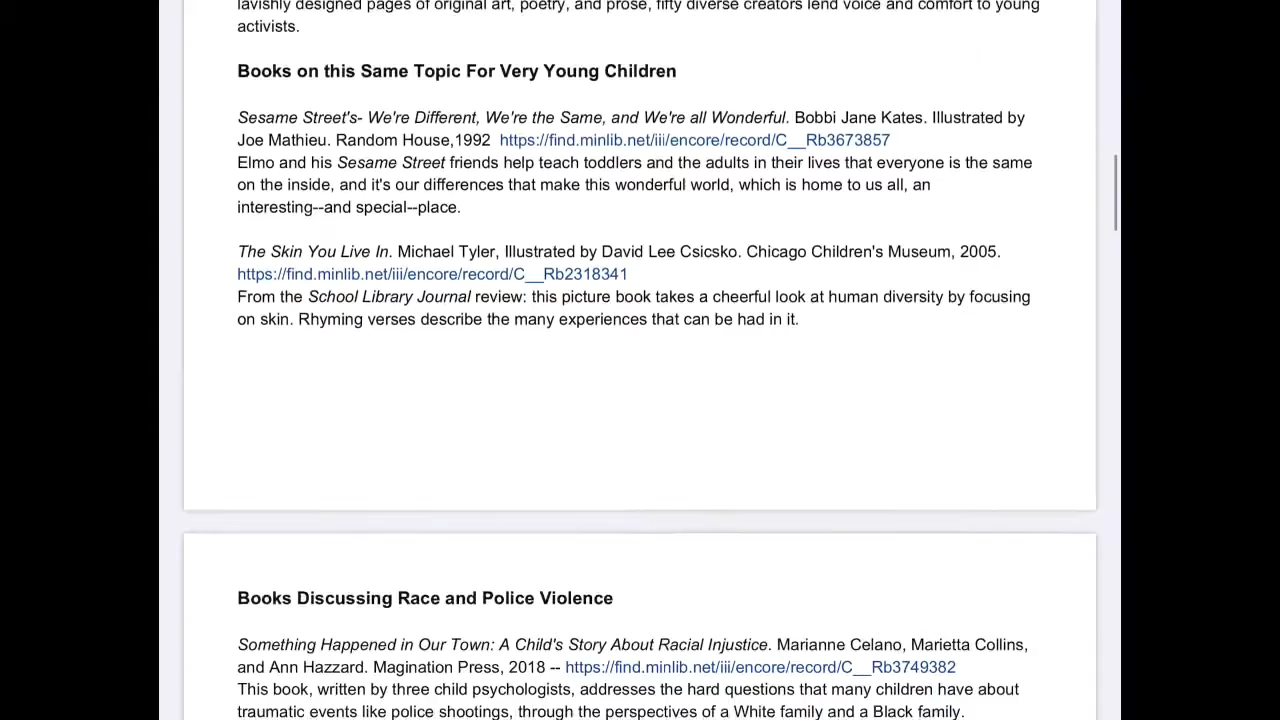 lavishly designed pages of original art, poetry, and prose, fifty diverse creators lend voice and comfort to young
activists.
Books on this Same Topic For Very Young Children
Sesame Street's- We're Different, We're the Same, and We're all Wonderful. Bobbi Jane Kates. Illustrated by
Joe Mathieu. Random House,1992  https://find.minlib.net/iii/encore/record/C__Rb3673857
Elmo and his Sesame Street friends help teach toddlers and the adults in their lives that everyone is the same
on the inside, and it's our differences that make this wonderful world, which is home to us all, an
interesting--and special--place.
The Skin You Live In. Michael Tyler, Illustrated by David Lee Csicsko. Chicago Children's Museum, 2005.
https://find.minlib.net/iii/encore/record/C__Rb2318341
From the School Library Journal review: this picture book takes a cheerful look at human diversity by focusing
on skin. Rhyming verses describe the many experiences that can be had in it.
Books Discussing Race and Police Violence
Something Happened in Our Town: A Child's Story About Racial Injustice. Marianne Celano, Marietta Collins,
and Ann Hazzard. Magination Press, 2018 -- https://find.minlib.net/iii/encore/record/C__Rb3749382
This book, written by three child psychologists, addresses the hard questions that many children have about
traumatic events like police shootings, through the perspectives of a White family and a Black family.